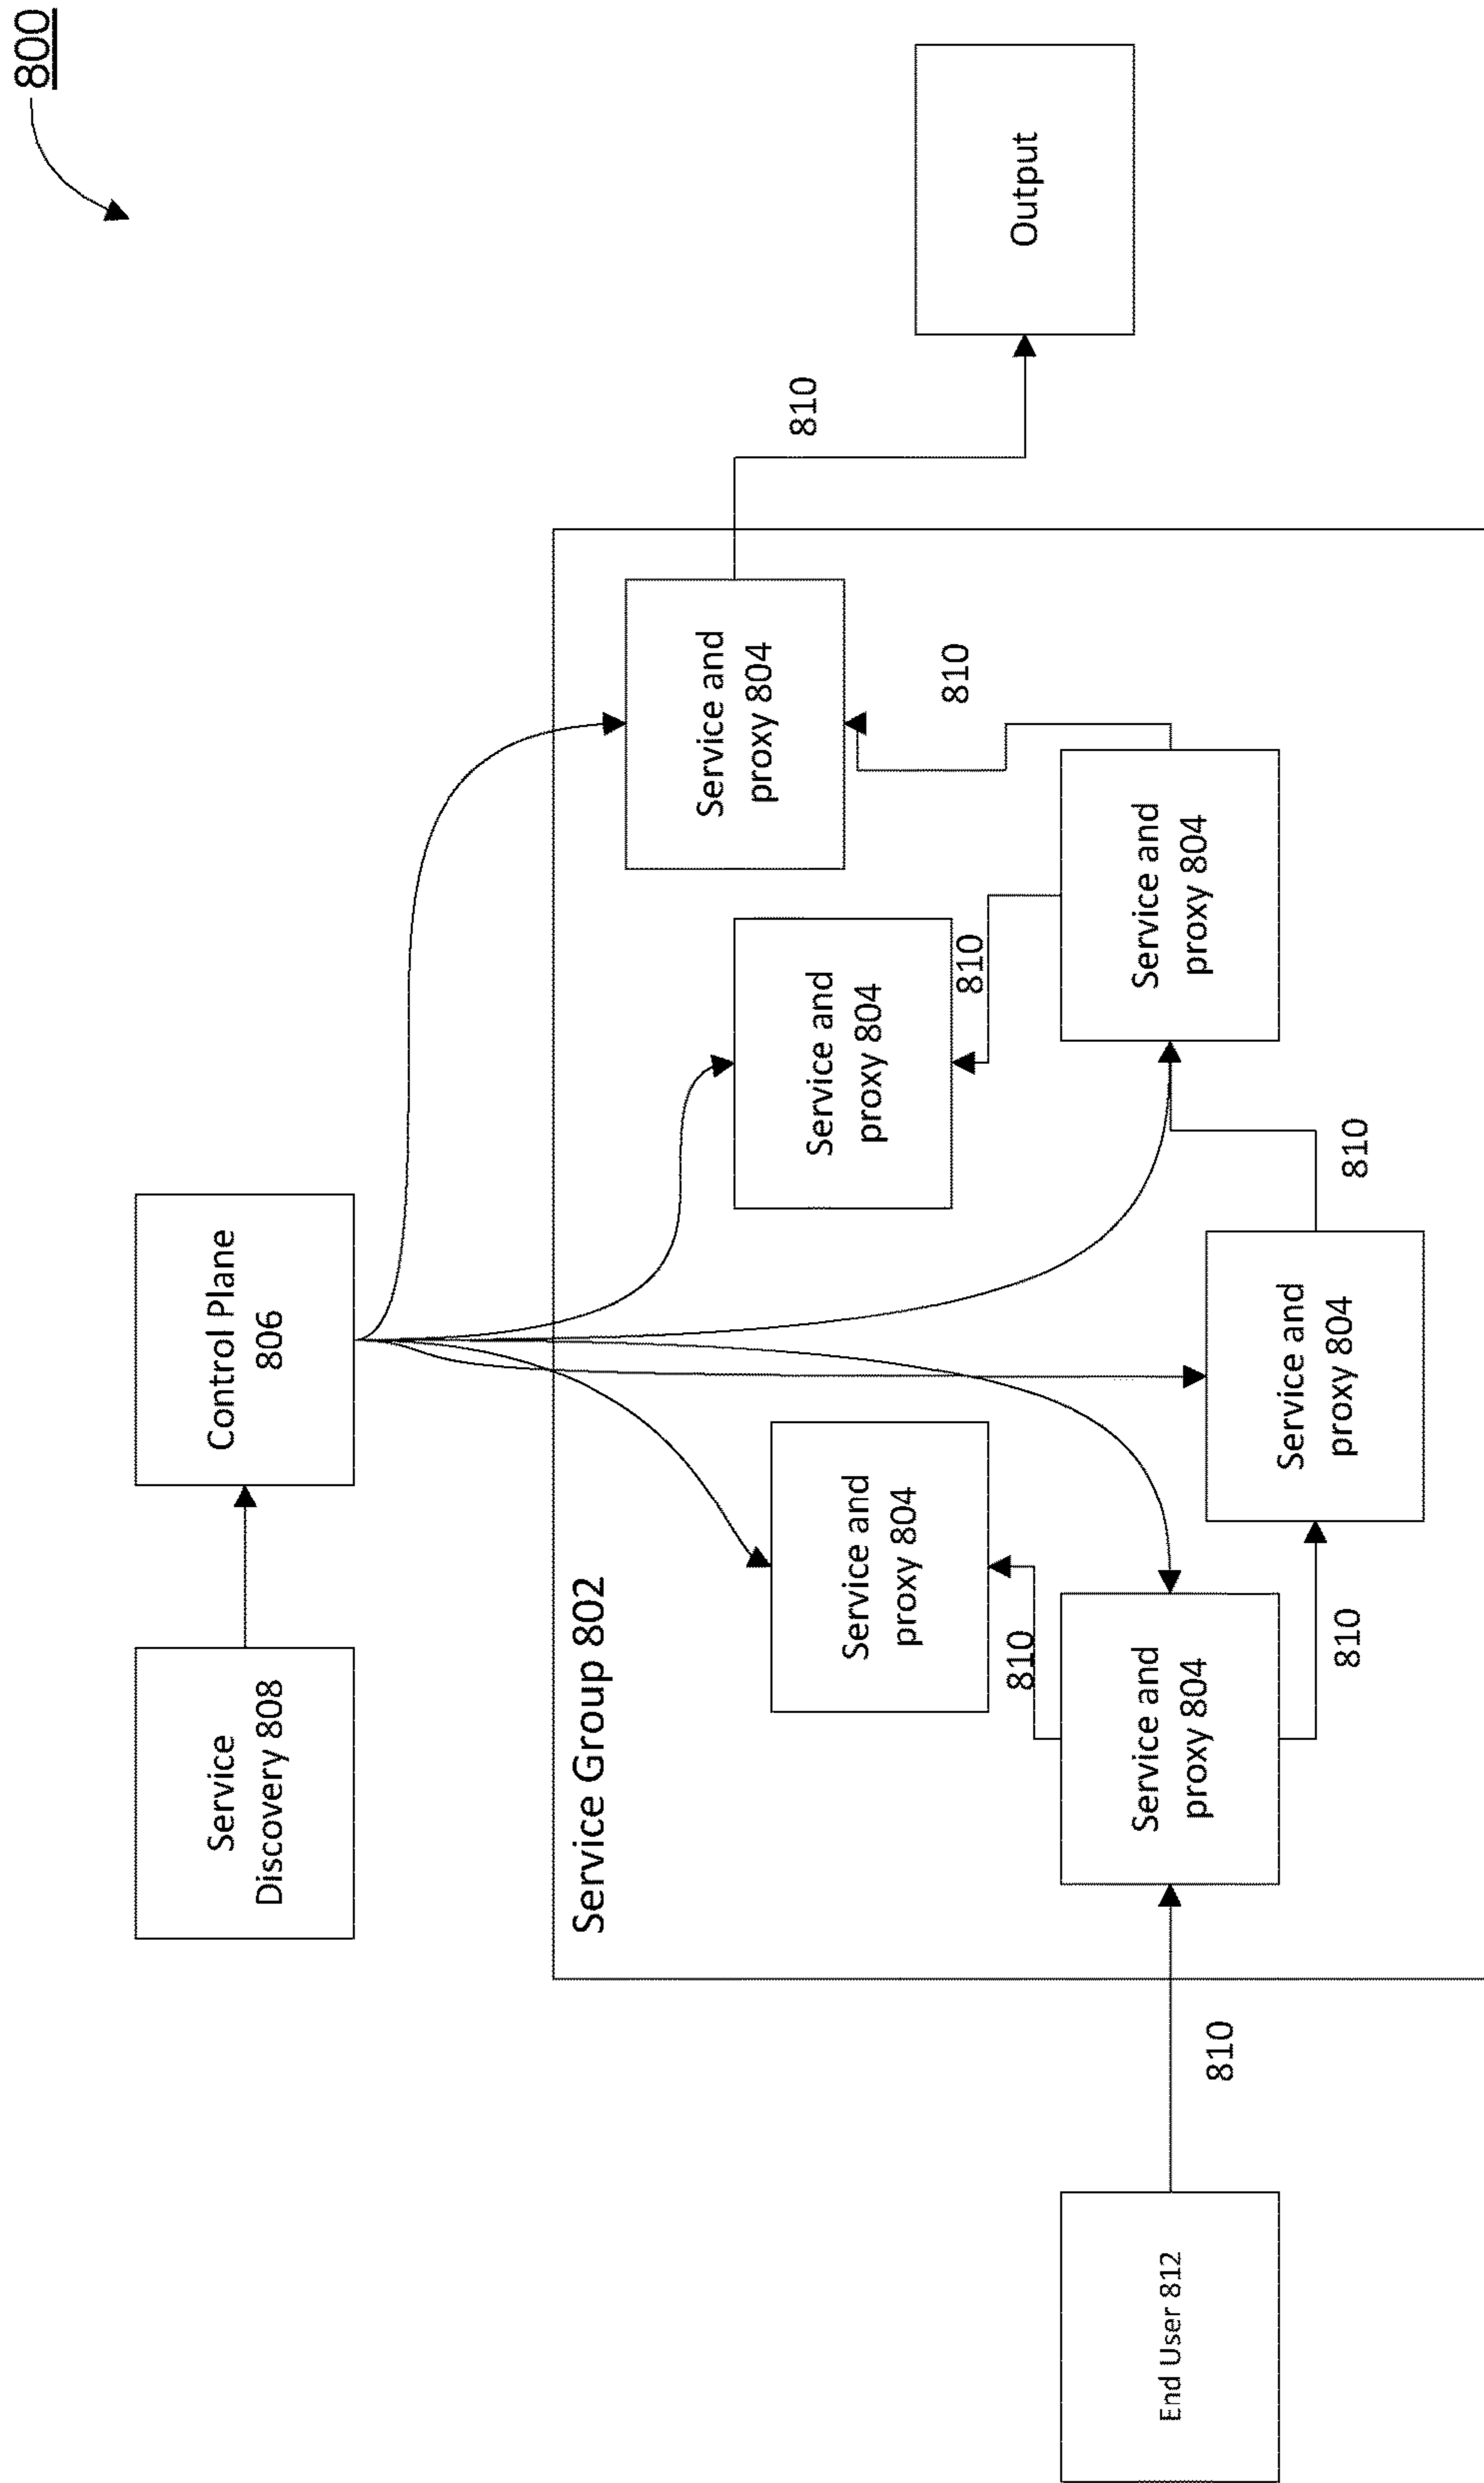 800
Service
Discovery 808
Control Plane
806
Service Group 802
Service and
proxy 804
810
Service and
proxy 804
Service and
proxy 804
810
810
810
Output
End User 812
810
Service and
proxy 804
Service and
proxy 804
Service and
proxy 804
810
810